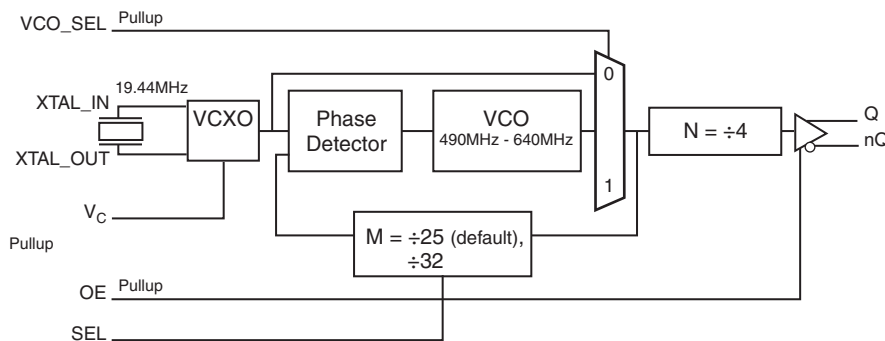 VCO_SEL Pullup
0
XTAL_IN 19.44MHz
VCXO
Phase
Detector
VCO
490MHz - 640MHz
N = ÷4
Q
nQ
XTAL_OUT
1
VC
M = ÷25 (default),
÷32
Pullup
OE Pullup
SEL